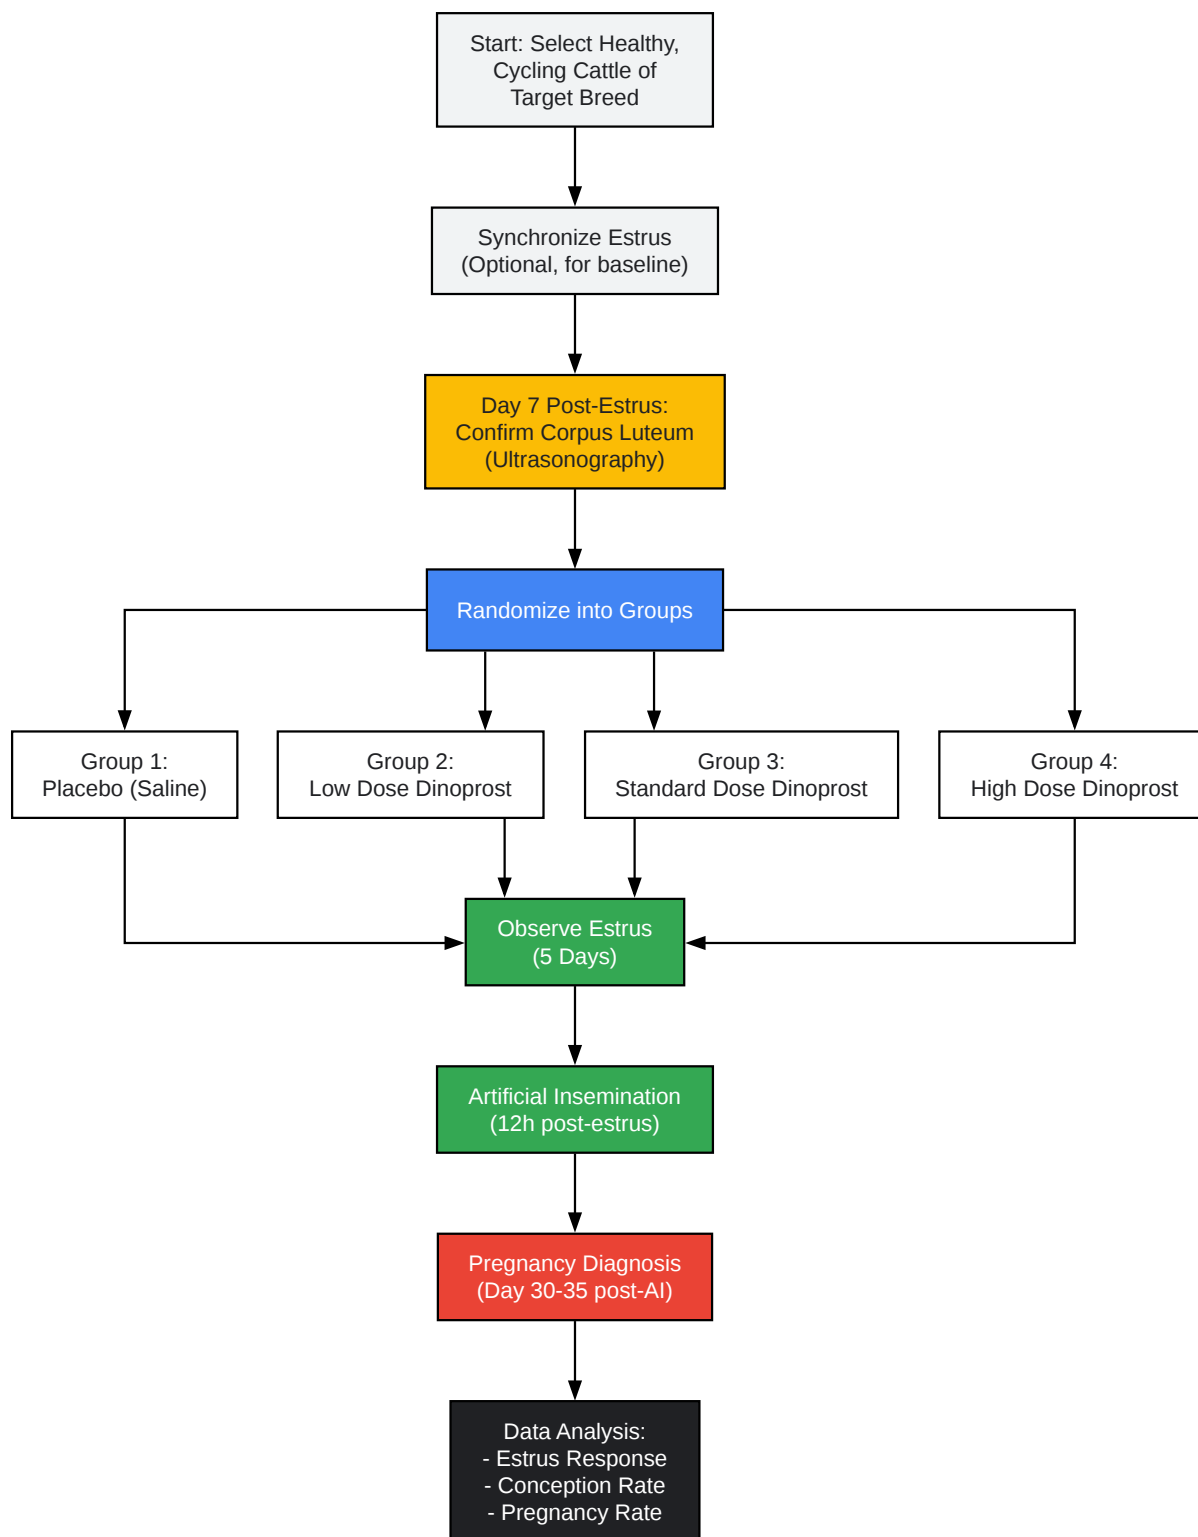 Start: Select Healthy,
Cycling Cattle of
Target Breed
Synchronize Estrus
(Optional, for baseline)
Day 7 Post-Estrus:
Confirm Corpus Luteum
(Ultrasonography)
Randomize into Groups
Group 1:
Placebo (Saline)
Group 2:
Low Dose Dinoprost
Group 3:
Standard Dose Dinoprost
Group 4:
High Dose Dinoprost
Observe Estrus
(5 Days)
Artificial Insemination
(12h post-estrus)
Pregnancy Diagnosis
(Day 30-35 post-AI)
Data Analysis:
- Estrus Response
- Conception Rate
- Pregnancy Rate